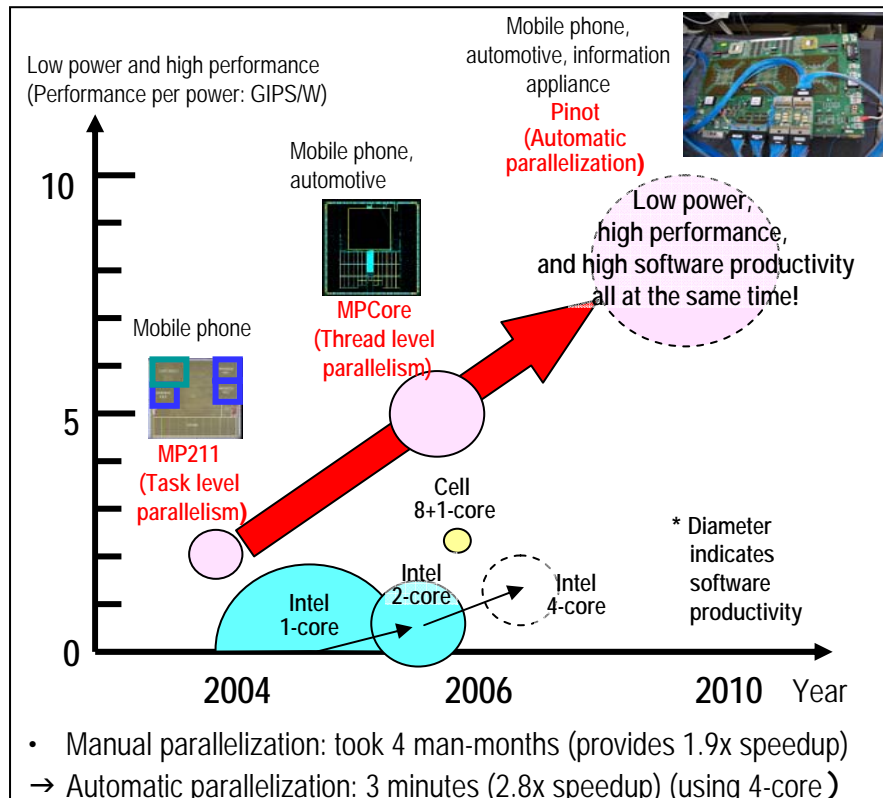 Mobile phone,
automotive, information
appliance
Pinot
(Automatic
parallelization)
Low power and high performance
(Performance per power: GIPS/W)
Mobile phone,
automotive
10
Low power,
high performance,
and high software productivity
all at the same time!
MPCore
(Thread level
parallelism)
Mobile phone
5
MP211
(Task level
parallelism)
Cell
8+1-core
* Diameter
indicates
software
productivity
Intel
1-core
Intel
2-core
Intel
4-core
0
2004
2006
2010
Year
• Manual parallelization: took 4 man-months (provides 1.9x speedup)
→ Automatic parallelization: 3 minutes (2.8x speedup) (using 4-core)